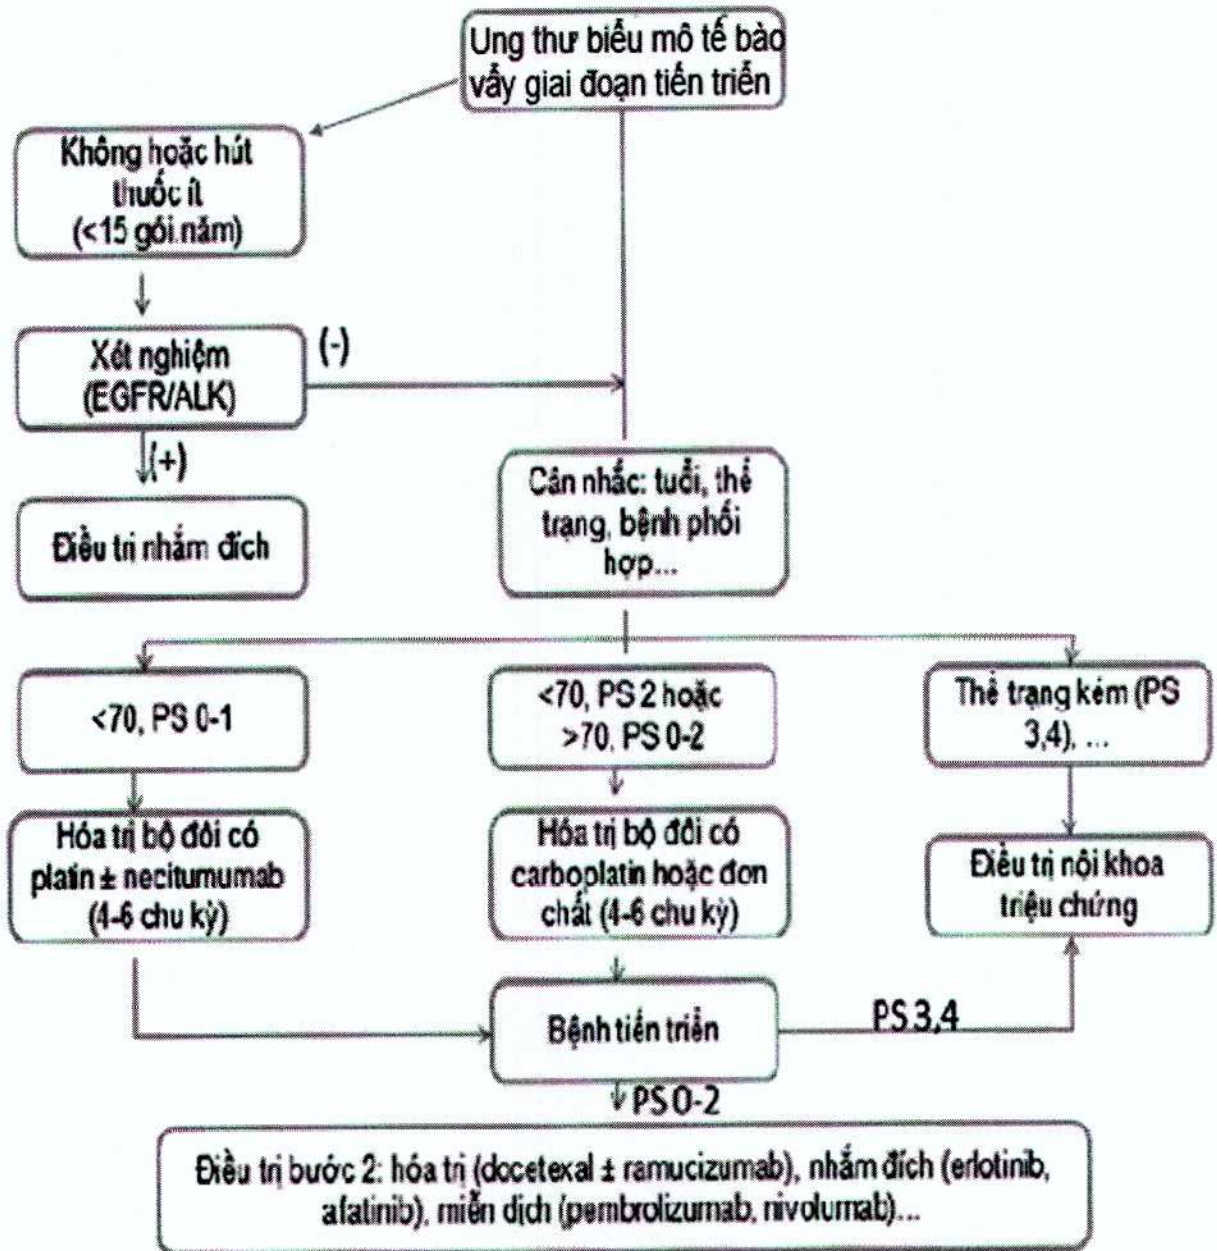 Ung thư biểu mô tế bào
vẩy giai đoạn tiến triển
Không hoặc hút
thuốc ít
(<15 gói.năm)
Xét nghiệm
(EGFR/ALK)
(-)
(+)
Điều trị nhắm đích
Cân nhắc: tuổi, thể
trạng, bệnh phối
hợp...
<70, PS 0-1
<70, PS 2 hoặc
>70, PS 0-2
Thể trạng kém (PS
3,4), ...
Hóa trị bộ đôi có
platin ± necitumumab
(4-6 chu kỳ)
Hóa trị bộ đôi có
carboplatin hoặc đơn
chất (4-6 chu kỳ)
Điều trị nội khoa
triệu chứng
Bệnh tiến triển
PS 3,4
PS 0-2
Điều trị bước 2: hóa trị (docetexal ± ramucizumab), nhắm đích (erlotinib,
afatinib), miễn dịch (pembrolizumab, nivolumab)...